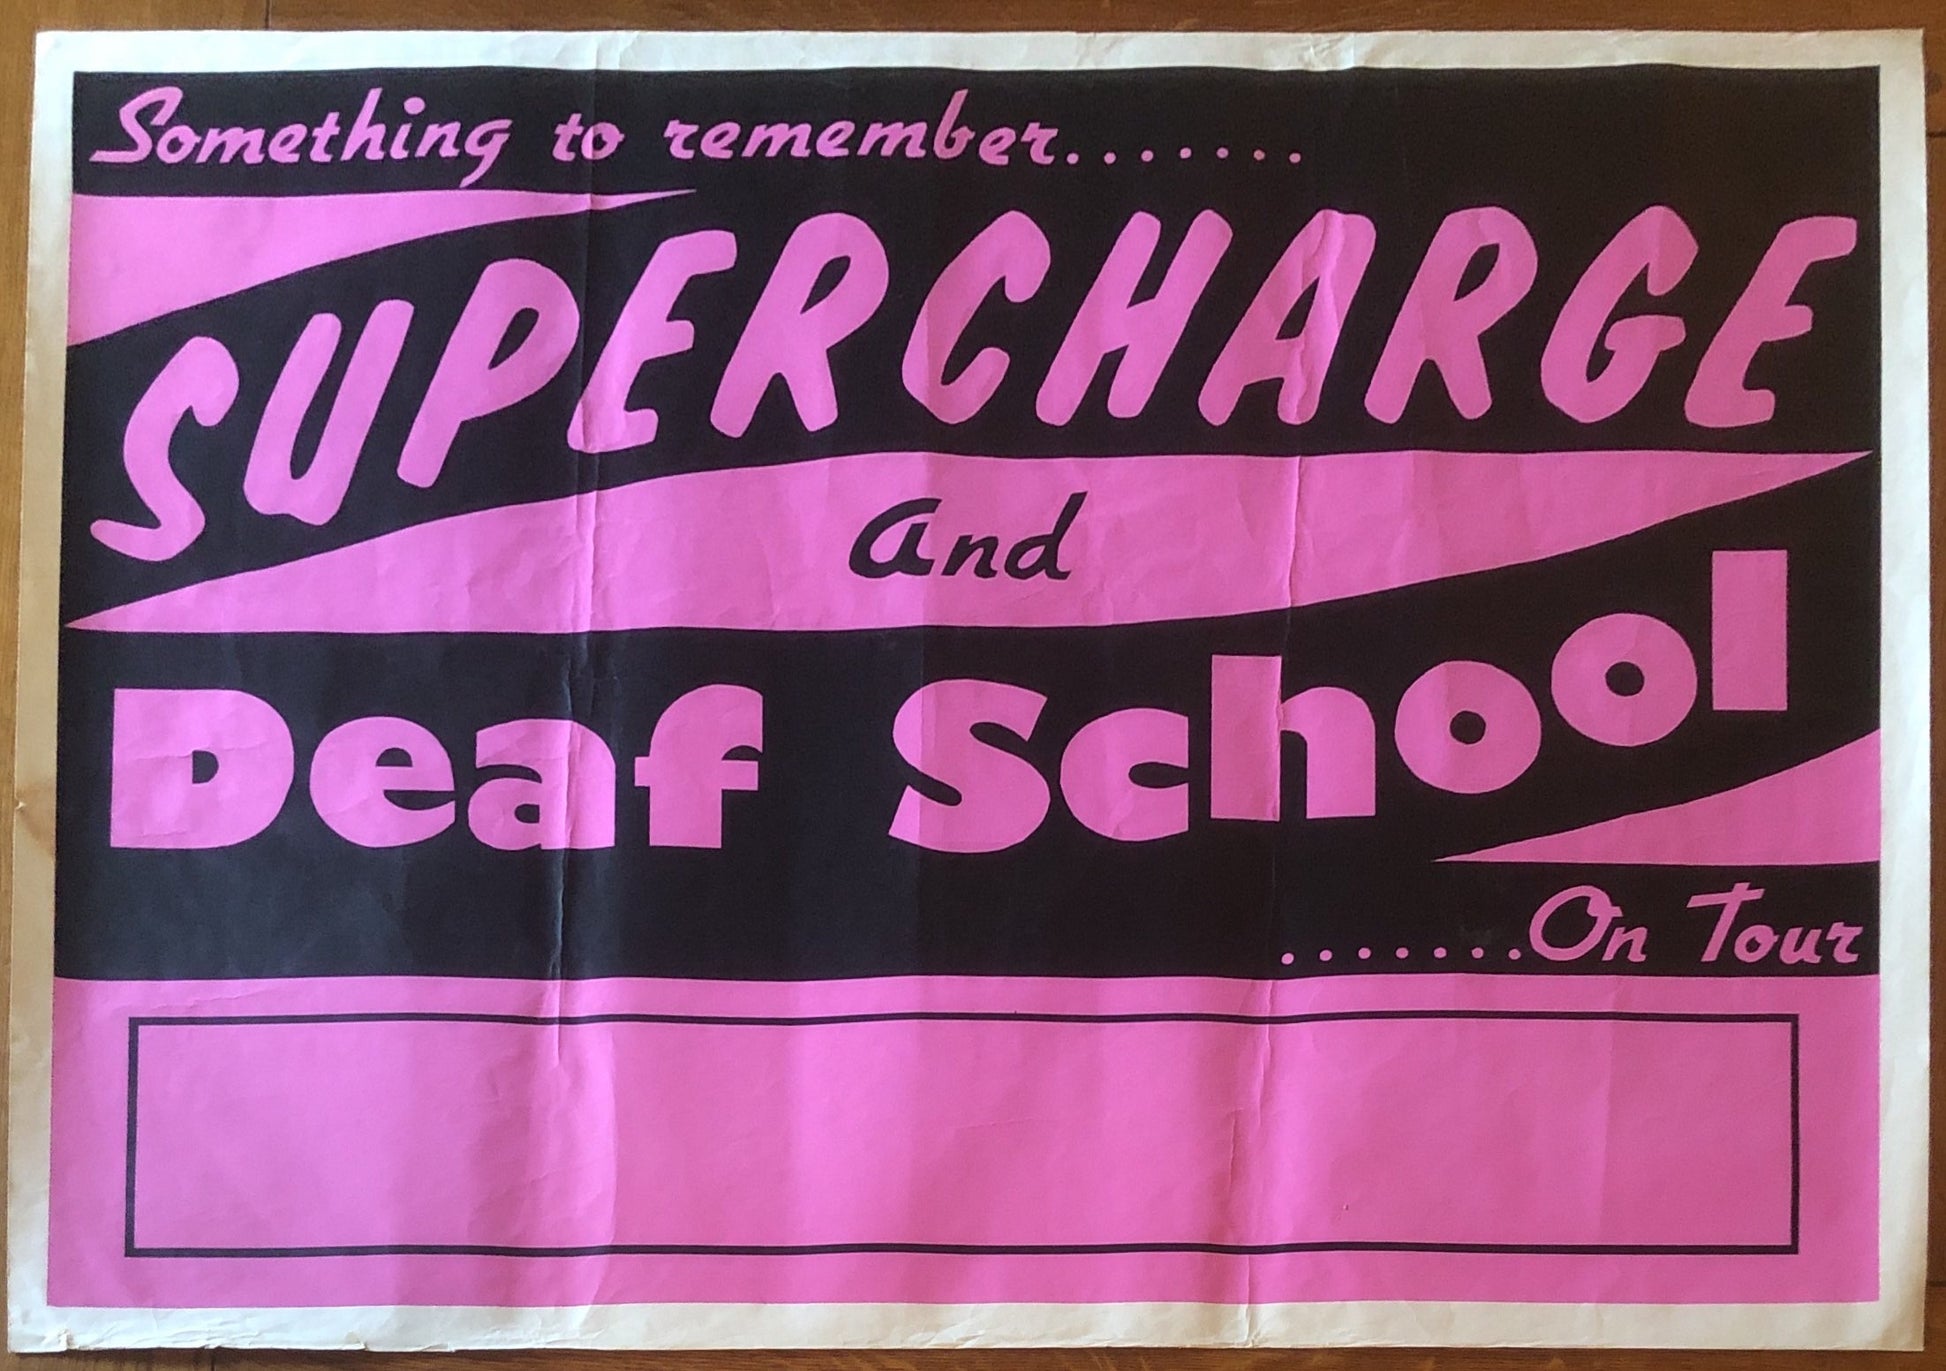 Something to remember.......
SUPERCHARGE
And
Deaf School
.......On Tour